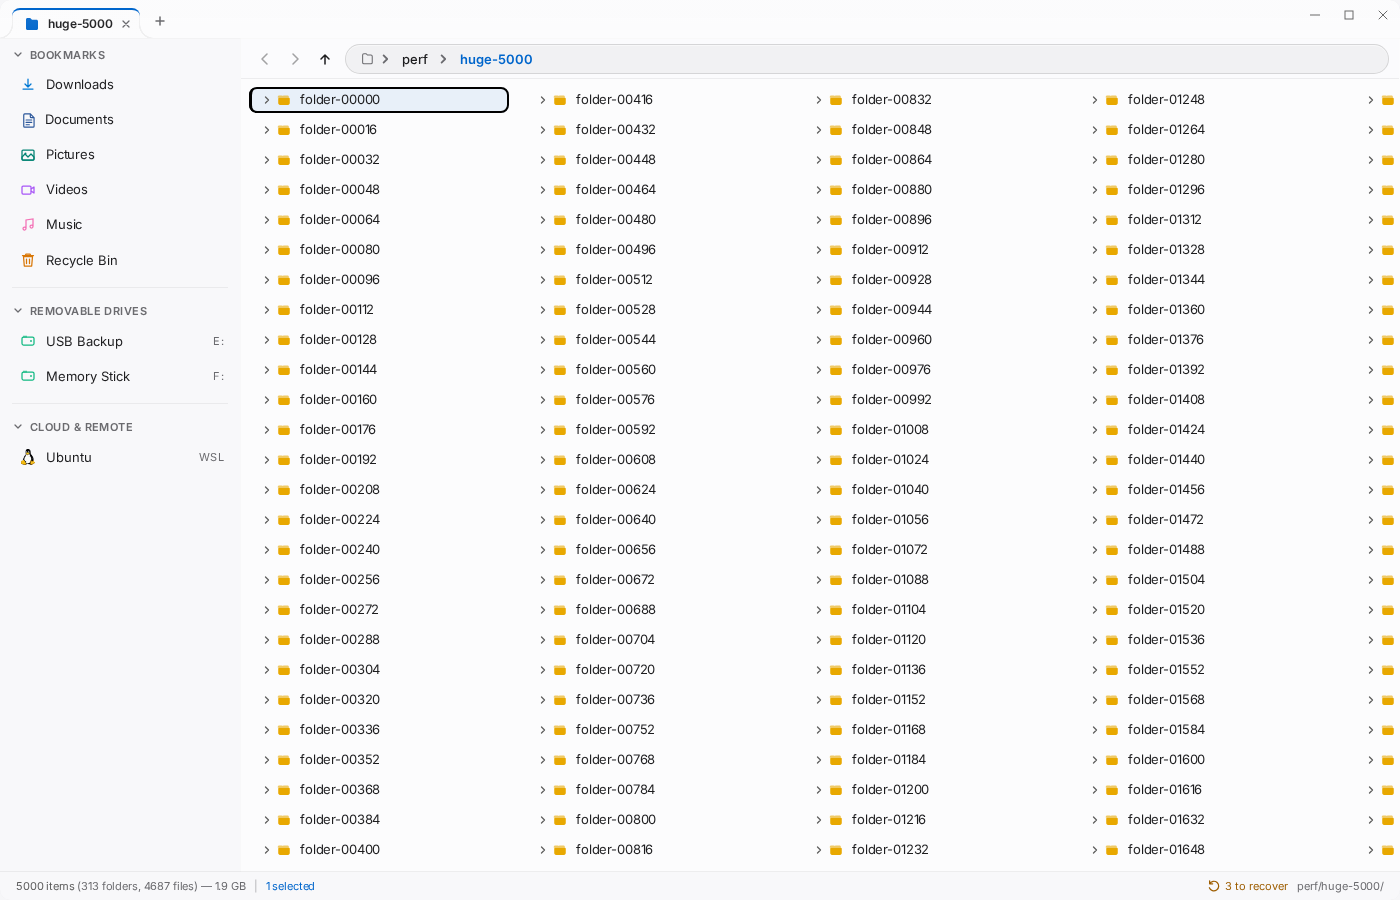 huge-5000
BOOKMARKS
Downloads
Documents
Pictures
Videos
Music
Recycle Bin
REMOVABLE DRIVES
USB Backup E:
Memory Stick F:
CLOUD & REMOTE
Ubuntu WSL
perf huge-5000
folder-00000
folder-00016
folder-00032
folder-00048
folder-00064
folder-00080
folder-00096
folder-00112
folder-00128
folder-00144
folder-00160
folder-00176
folder-00192
folder-00208
folder-00224
folder-00240
folder-00256
folder-00272
folder-00288
folder-00304
folder-00320
folder-00336
folder-00352
folder-00368
folder-00384
folder-00400
folder-00416
folder-00432
folder-00448
folder-00464
folder-00480
folder-00496
folder-00512
folder-00528
folder-00544
folder-00560
folder-00576
folder-00592
folder-00608
folder-00624
folder-00640
folder-00656
folder-00672
folder-00688
folder-00704
folder-00720
folder-00736
folder-00752
folder-00768
folder-00784
folder-00800
folder-00816
folder-00832
folder-00848
folder-00864
folder-00880
folder-00896
folder-00912
folder-00928
folder-00944
folder-00960
folder-00976
folder-00992
folder-01008
folder-01024
folder-01040
folder-01056
folder-01072
folder-01088
folder-01104
folder-01120
folder-01136
folder-01152
folder-01168
folder-01184
folder-01200
folder-01216
folder-01232
folder-01248
folder-01264
folder-01280
folder-01296
folder-01312
folder-01328
folder-01344
folder-01360
folder-01376
folder-01392
folder-01408
folder-01424
folder-01440
folder-01456
folder-01472
folder-01488
folder-01504
folder-01520
folder-01536
folder-01552
folder-01568
folder-01584
folder-01600
folder-01616
folder-01632
folder-01648
5000 items (313 folders, 4687 files) — 1.9 GB | 1 selected
3 to recover perf/huge-5000/